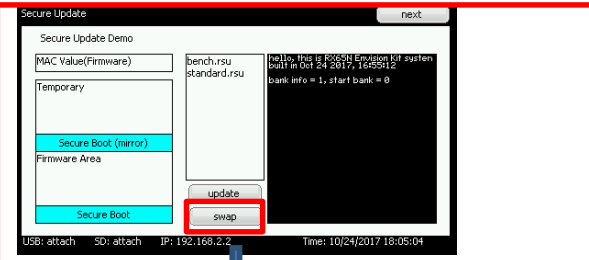 Secure Update
next
Secure Update Demo
MAC Value(Firmware)
Temporary
Secure Boot (mirror)
Firmware Area
Secure Boot
bench.rsu
standard.rsu
update
swap
hello, this is RX65N Envision Kit system
built in Oct 24 2017, 16:55:12
bank info = 1, start bank = 0
USB: attach SD: attach IP: 192.168.2.2 Time: 10/24/2017 18:05:04